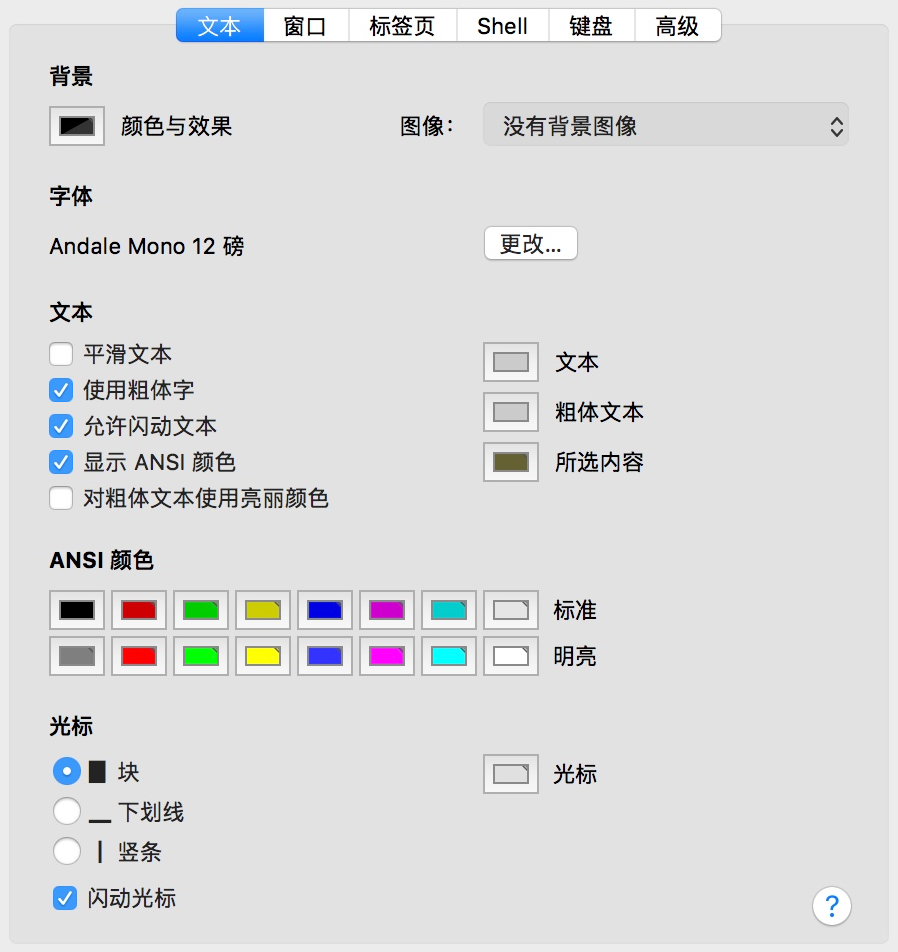 文本 窗口 标签页 Shell 键盘 高级
背景
颜色与效果 图像： 没有背景图像
字体
Andale Mono 12 磅 更改...
文本
平滑文本 文本
使用粗体字
允许闪动文本 粗体文本
显示 ANSI 颜色 所选内容
对粗体文本使用亮丽颜色
ANSI 颜色
标准
明亮
光标
块 光标
下划线
竖条
闪动光标
?